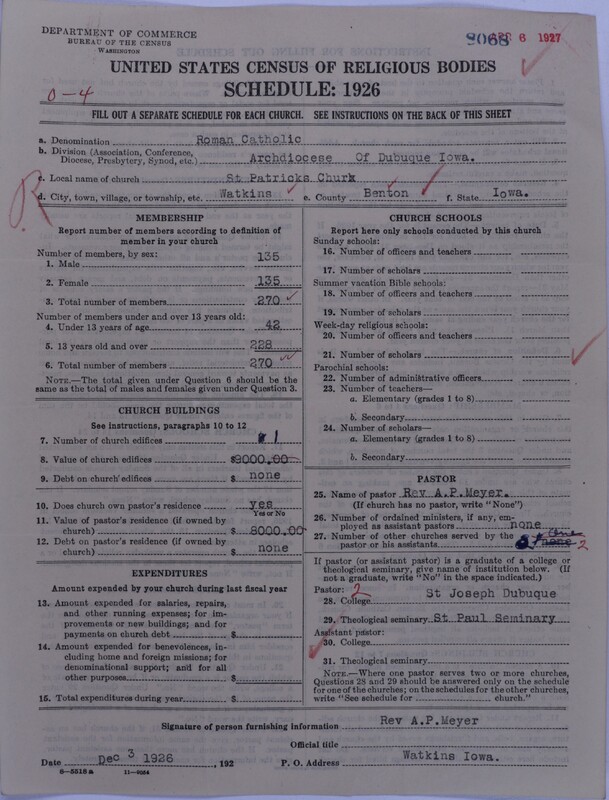 DEPARTMENT OF COMMERCE
BUREAU OF THE CENSUS
WASHINGTON
8068
6 1927
UNITED STATES CENSUS OF RELIGIOUS BODIES
SCHEDULE: 1926
0-4
FILL OUT A SEPARATE SCHEDULE FOR EACH CHURCH. SEE INSTRUCTIONS ON THE BACK OF THIS SHEET
a. Denomination Roman Catholic
b. Division (Association, Conference,
Diocese, Presbytery, Synod, etc.) Archdiocese Of Dubuque Iowa.
c. Local name of church St Patricks Churk
d. City, town, village, or township, etc. Watkins e. County Benton f. State Iowa.
R
MEMBERSHIP
Report number of members according to definition of
member in your church
Number of members, by sex:
1. Male 135
2. Female 135
3. Total number of members 270
Number of members under and over 13 years old:
4. Under 13 years of age 42
5. 13 years old and over 228
6. Total number of members 270
NOTE.—The total given under Question 6 should be
the same as the total of males and females given under Question 3.
CHURCH BUILDINGS
See instructions, paragraphs 10 to 12
7. Number of church edifices 1
8. Value of church edifices $9000.00
9. Debt on church edifices $ none
10. Does church own pastor's residence yes
Yes or No
11. Value of pastor's residence (if owned by
church) $ 8000.00
12. Debt on pastor's residence (if owned by
church) none
EXPENDITURES
Amount expended by your church during last fiscal year
13. Amount expended for salaries, repairs,
and other running expenses; for im-
provements or new buildings; and for
payments on church debt $
14. Amount expended for benevolences, in-
cluding home and foreign missions; for
denominational support; and for all
other purposes $
15. Total expenditures during year $
CHURCH SCHOOLS
Report here only schools conducted by this church
Sunday schools:
16. Number of officers and teachers
17. Number of scholars
Summer vacation Bible schools:
18. Number of officers and teachers
19. Number of scholars
Week-day religious schools:
20. Number of officers and teachers
21. Number of scholars
Parochial schools:
22. Number of administrative officers
23. Number of teachers—
a. Elementary (grades 1 to 8)
b. Secondary
24. Number of scholars—
a. Elementary (grades 1 to 8)
b. Secondary
PASTOR
25. Name of pastor Rev A.P.Meyer.
(If church has no pastor, write "None")
26. Number of ordained ministers, if any, em-
ployed as assistant pastors none
27. Number of other churches served by the
pastor or his assistants none one 2
If pastor (or assistant pastor) is a graduate of a college or
theological seminary, give name of institution below. (If
not a graduate, write "No" in the space indicated.)
Pastor: 2
28. College St Joseph Dubuque
29. Theological seminary St Paul Seminary
Assistant pastor:
30. College
31. Theological seminary
NOTE.—Where one pastor serves two or more churches,
Questions 28 and 29 should be answered only on the schedule
for one of the churches; on the schedules for the other churches,
write "See schedule for church."
Signature of person furnishing information Rev A.P.Meyer
Official title
Date Dec 3 1926 , 192 P. O. Address Watkins Iowa.
6—5518a 11—9054